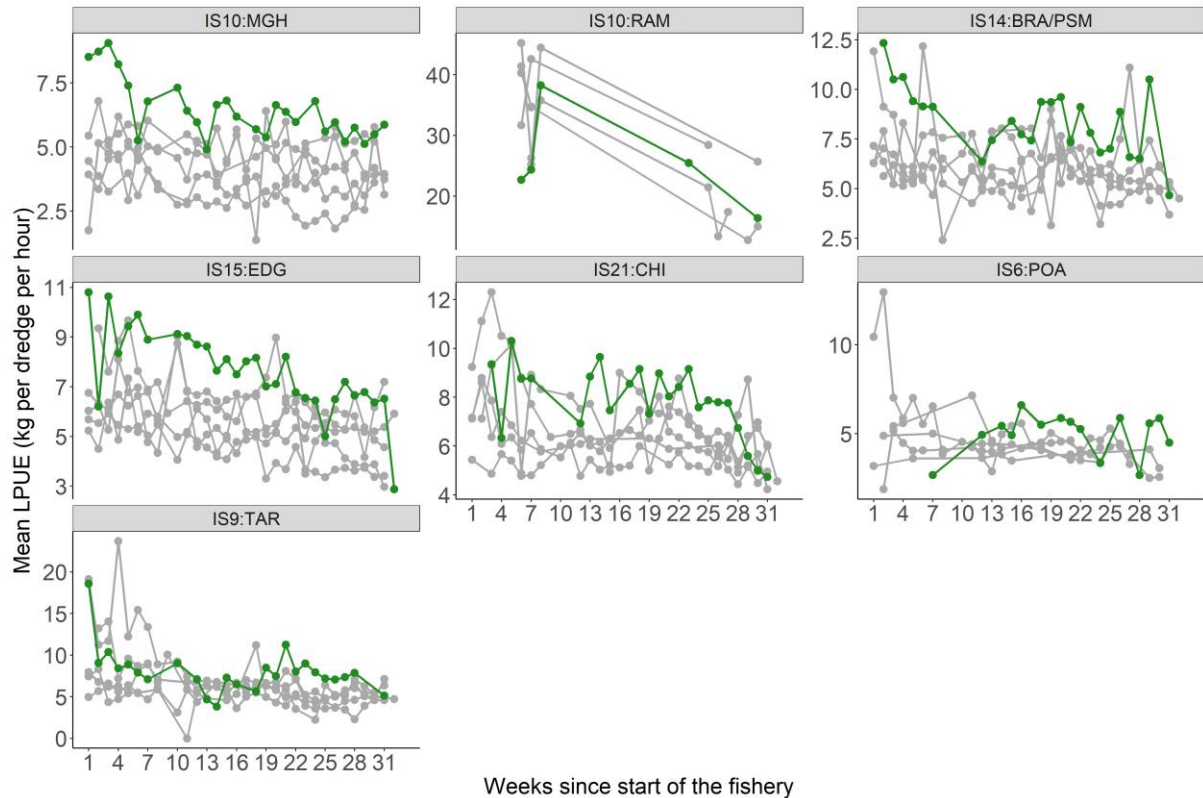 IS10:MGH
IS10:RAM
IS14:BRA/PSM
7.5
5.0
2.5
40
30
20
12.5
10.0
7.5
5.0
2.5
IS15:EDG
IS21:CHI
IS6:POA
11
9
7
5
3
12
10
8
6
4
1 4 7 10 13 16 19 22 25 28 31
10
5
1 4 7 10 13 16 19 22 25 28 31
IS9:TAR
20
15
10
5
0
1 4 7 10 13 16 19 22 25 28 31
Mean LPUE (kg per dredge per hour)
Weeks since start of the fishery